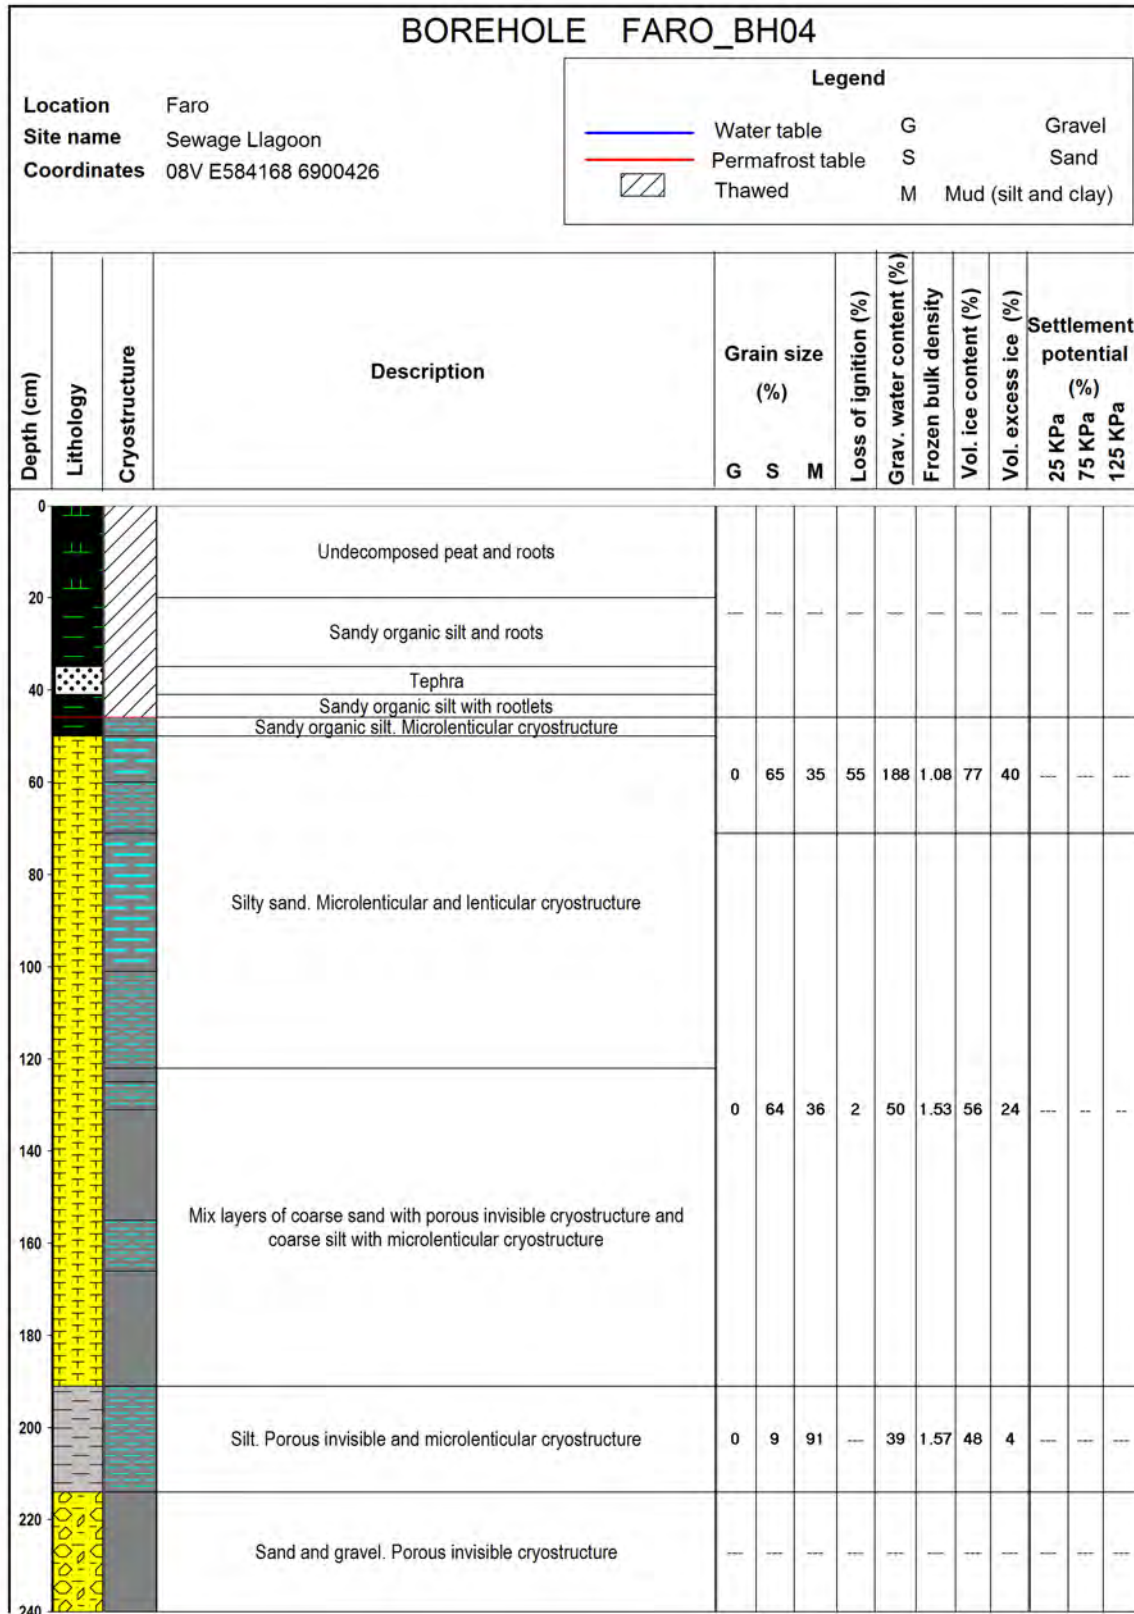 BOREHOLE FARO_BH04
Location Faro
Site name Sewage Llagoon
Coordinates 08V E584168 6900426
Legend
Water table G Gravel
Permafrost table S Sand
Thawed M Mud (silt and clay)
Depth (cm)
Lithology
Cryostructure
Description
Grain size
(%)
G S M
Loss of ignition (%)
Grav. water content (%)
Frozen bulk density
Vol. ice content (%)
Vol. excess ice (%)
Settlement
potential
(%)
25 KPa
75 KPa
125 KPa
0
Undecomposed peat and roots
20
--- --- --- --- --- --- --- --- --- --- ---
Sandy organic silt and roots
Tephra
40
Sandy organic silt with rootlets
Sandy organic silt. Microlenticular cryostructure
0 65 35 55 188 1.08 77 40 --- --- ---
60
80
Silty sand. Microlenticular and lenticular cryostructure
100
120
0 64 36 2 50 1.53 56 24 --- -- --
140
Mix layers of coarse sand with porous invisible cryostructure and
coarse silt with microlenticular cryostructure
160
180
200
Silt. Porous invisible and microlenticular cryostructure 0 9 91 --- 39 1.57 48 4 --- --- ---
220
Sand and gravel. Porous invisible cryostructure --- --- --- --- --- --- --- --- --- --- ---
240